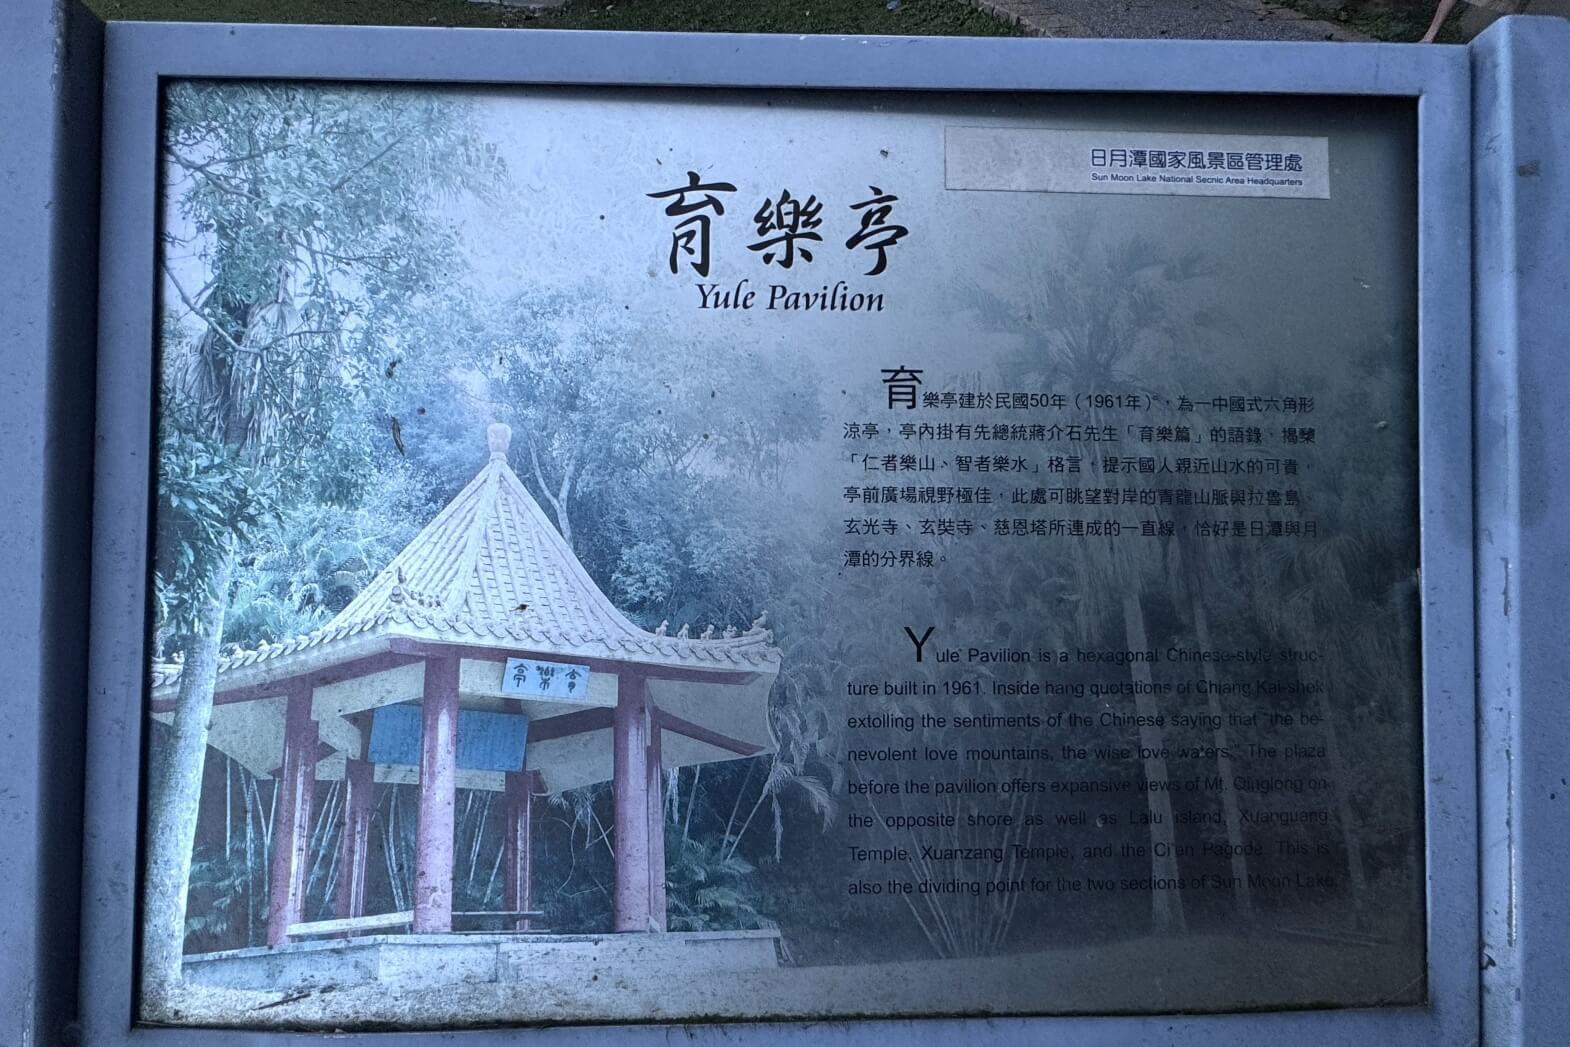 日月潭國家風景區管理處
Sun Moon Lake National Secnic Area Headquarters
育樂亭
Yule Pavilion
育樂亭建於民國50年（1961年），為一中國式六角形
涼亭，亭內掛有先總統蔣介石先生「育樂篇」的語錄，揭櫫
「仁者樂山、智者樂水」格言，提示國人親近山水的可貴，
亭前廣場視野極佳，此處可眺望對岸的青龍山脈與拉魯島、
玄光寺、玄奘寺、慈恩塔所連成的一直線，恰好是日潭與月
潭的分界線。
Yule Pavilion is a hexagonal Chinese-style struc-
ture built in 1961. Inside hang quotations of Chiang Kai-shek
extolling the sentiments of the Chinese saying that "the be-
nevolent love mountains, the wise love waters." The plaza
before the pavilion offers expansive views of Mt. Qinglong on
the opposite shore as well as Lalu island, Xuanguang
Temple, Xuanzang Temple, and the Ci'en Pagoda. This is
also the dividing point for the two sections of Sun Moon Lake.
亭樂育